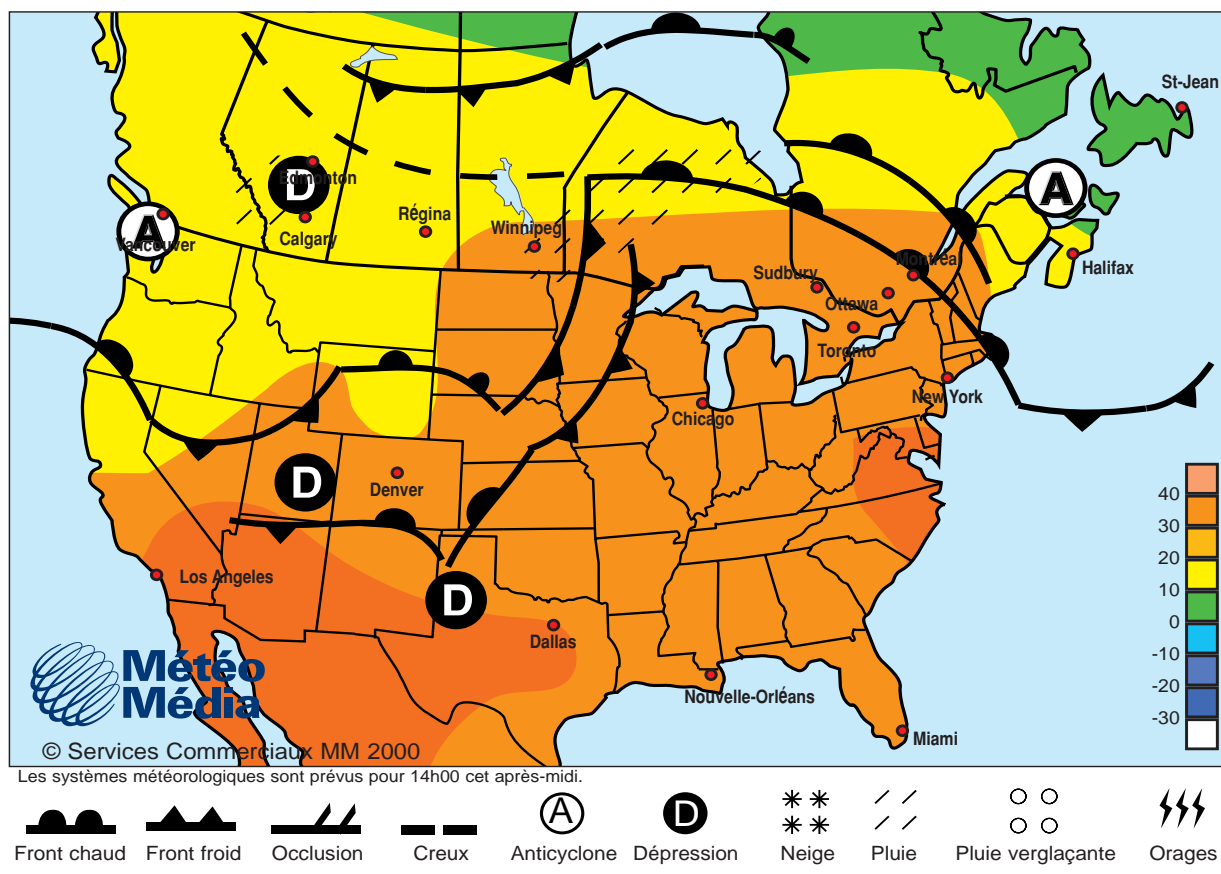 St-Jean
A
D
Edmonton
A
Vancouver
Calgary
Régina
Winnipeg
Montréal
Halifax
Sudbury
Ottawa
Toronto
New York
Chicago
D
Denver
40
30
20
10
0
-10
-20
-30
Los Angeles
D
Dallas
Nouvelle-Orléans
Miami
Météo
Média
© Services Commerciaux MM 2000
Les systèmes météorologiques sont prévus pour 14h00 cet après-midi.
A
D
Front chaud Front froid Occlusion Creux Anticyclone Dépression Neige Pluie Pluie verglaçante Orages